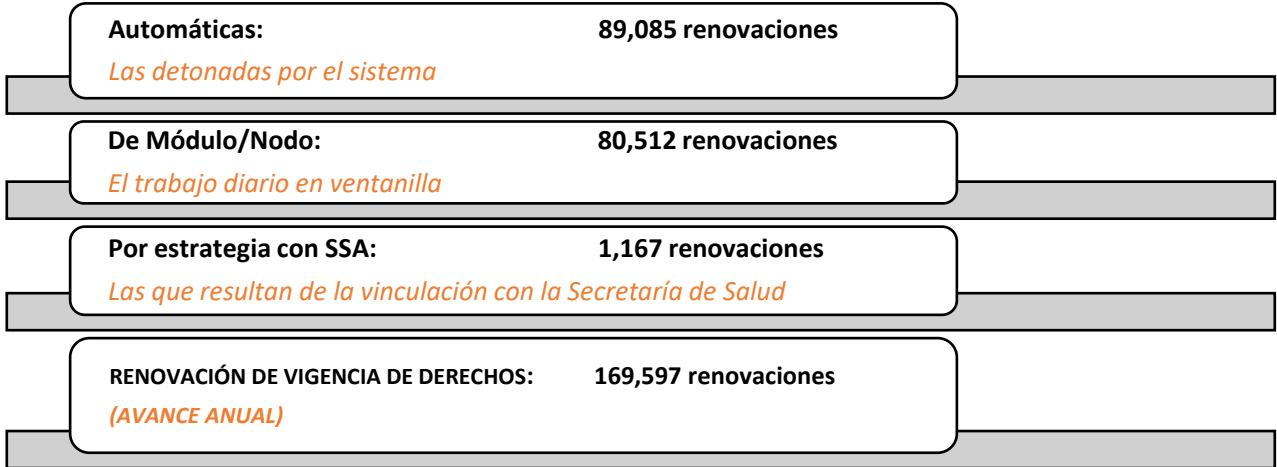 Automáticas: 89,085 renovaciones
Las detonadas por el sistema
De Módulo/Nodo: 80,512 renovaciones
El trabajo diario en ventanilla
Por estrategia con SSA: 1,167 renovaciones
Las que resultan de la vinculación con la Secretaría de Salud
RENOVACIÓN DE VIGENCIA DE DERECHOS: 169,597 renovaciones
(AVANCE ANUAL)